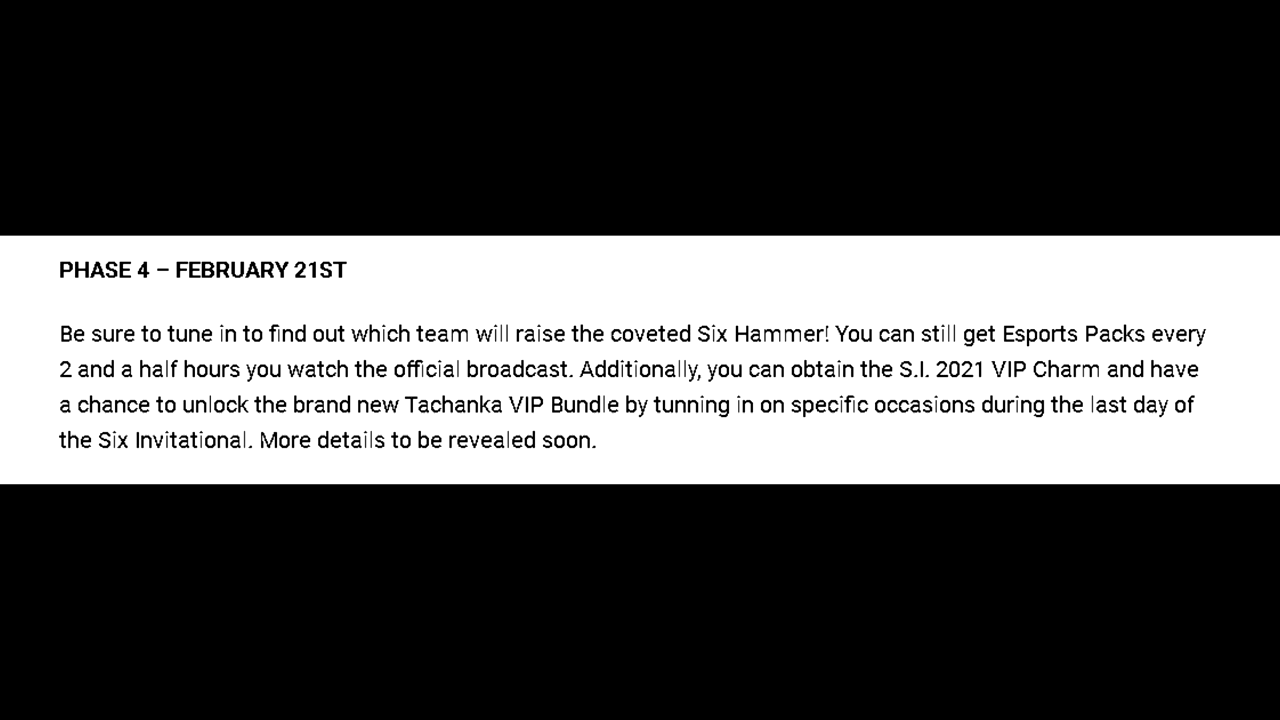 PHASE 4 – FEBRUARY 21ST
Be sure to tune in to find out which team will raise the coveted Six Hammer! You can still get Esports Packs every
2 and a half hours you watch the official broadcast. Additionally, you can obtain the S.I. 2021 VIP Charm and have
a chance to unlock the brand new Tachanka VIP Bundle by tunning in on specific occasions during the last day of
the Six Invitational. More details to be revealed soon.